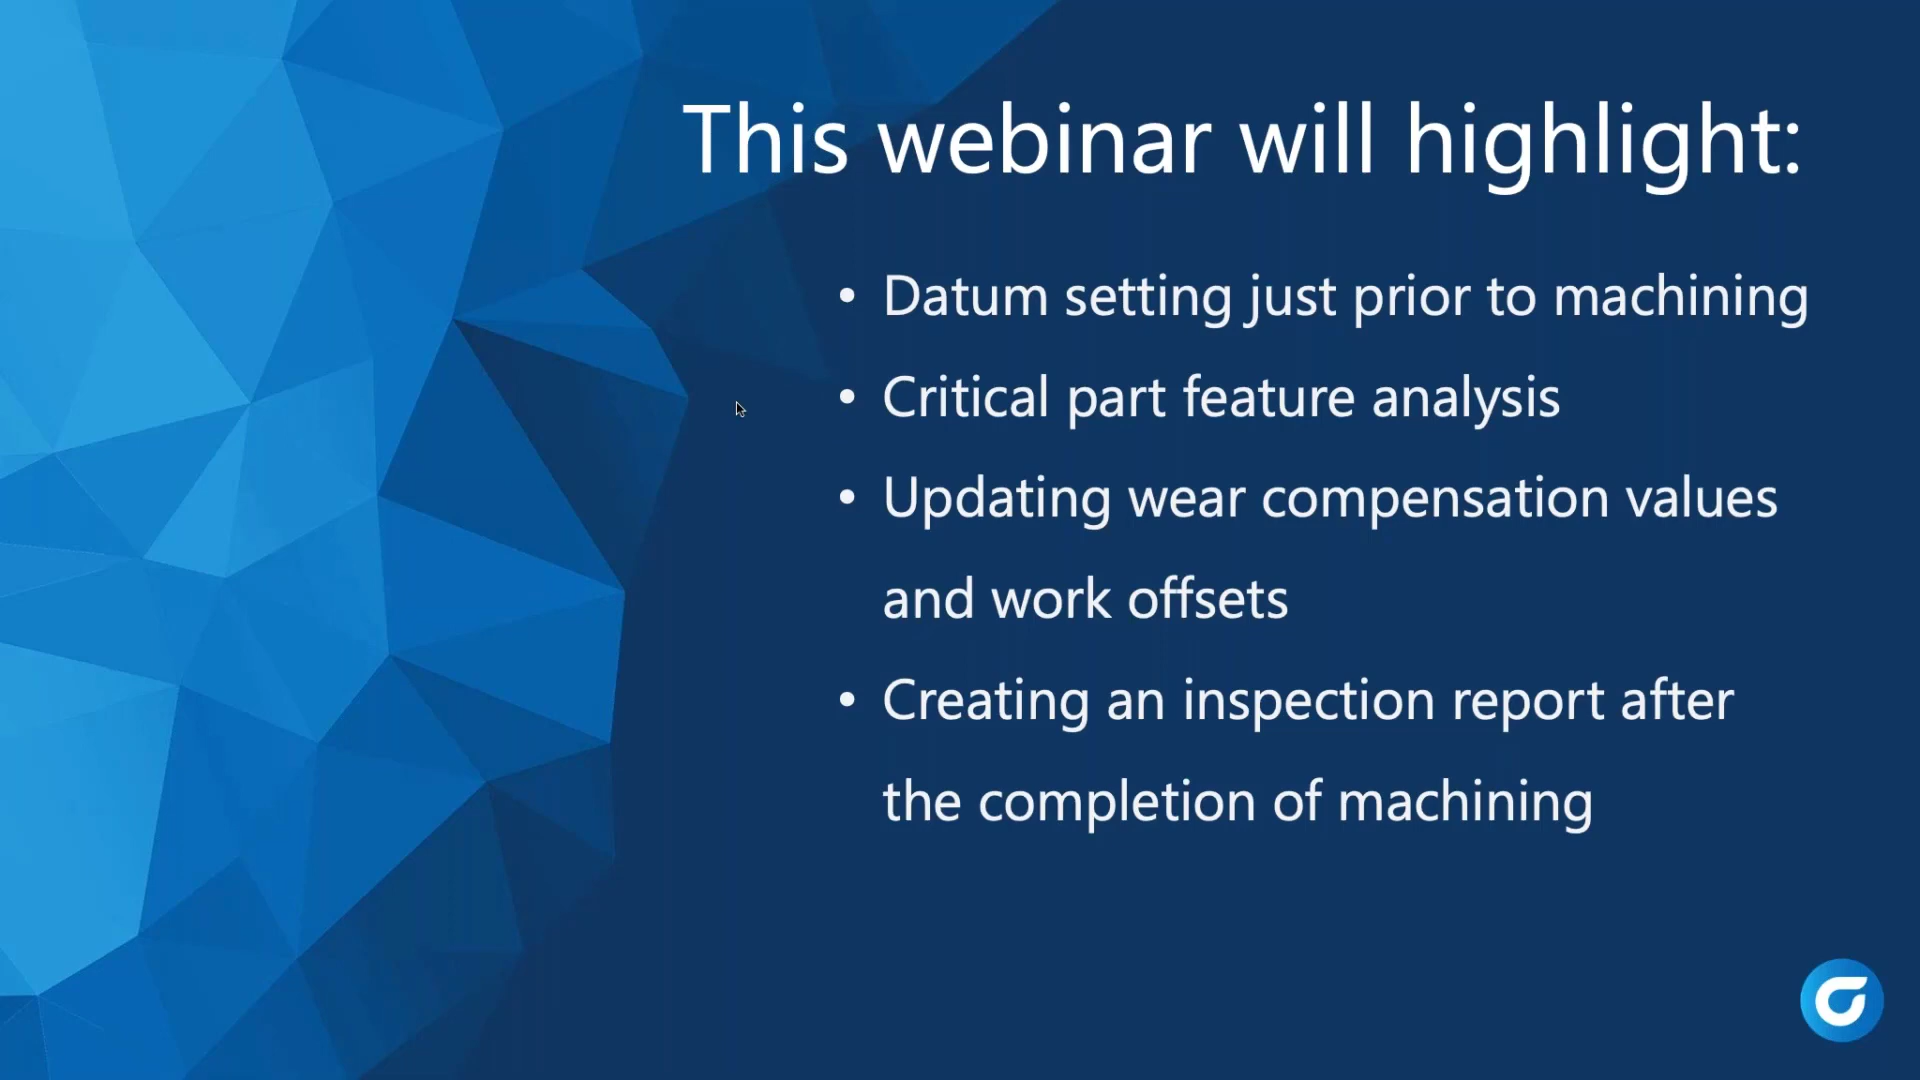 This webinar will highlight:
• Datum setting just prior to machining
• Critical part feature analysis
• Updating wear compensation values
and work offsets
• Creating an inspection report after
the completion of machining